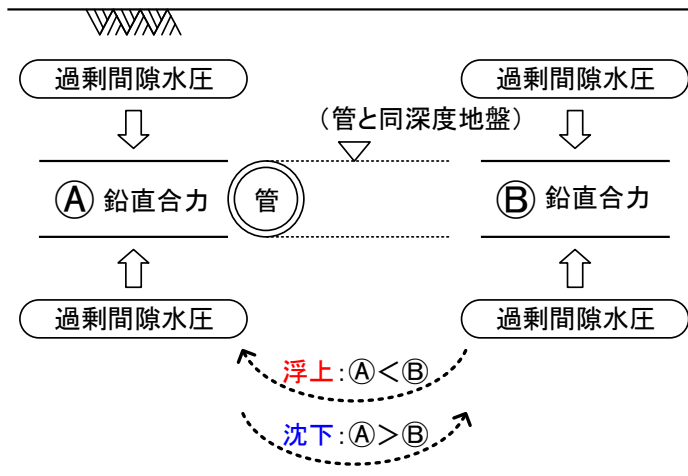 過剰間隙水圧
過剰間隙水圧
（管と同深度地盤）
Ⓐ 鉛直合力
管
Ⓑ 鉛直合力
過剰間隙水圧
過剰間隙水圧
浮上：Ⓐ＜Ⓑ
沈下：Ⓐ＞Ⓑ